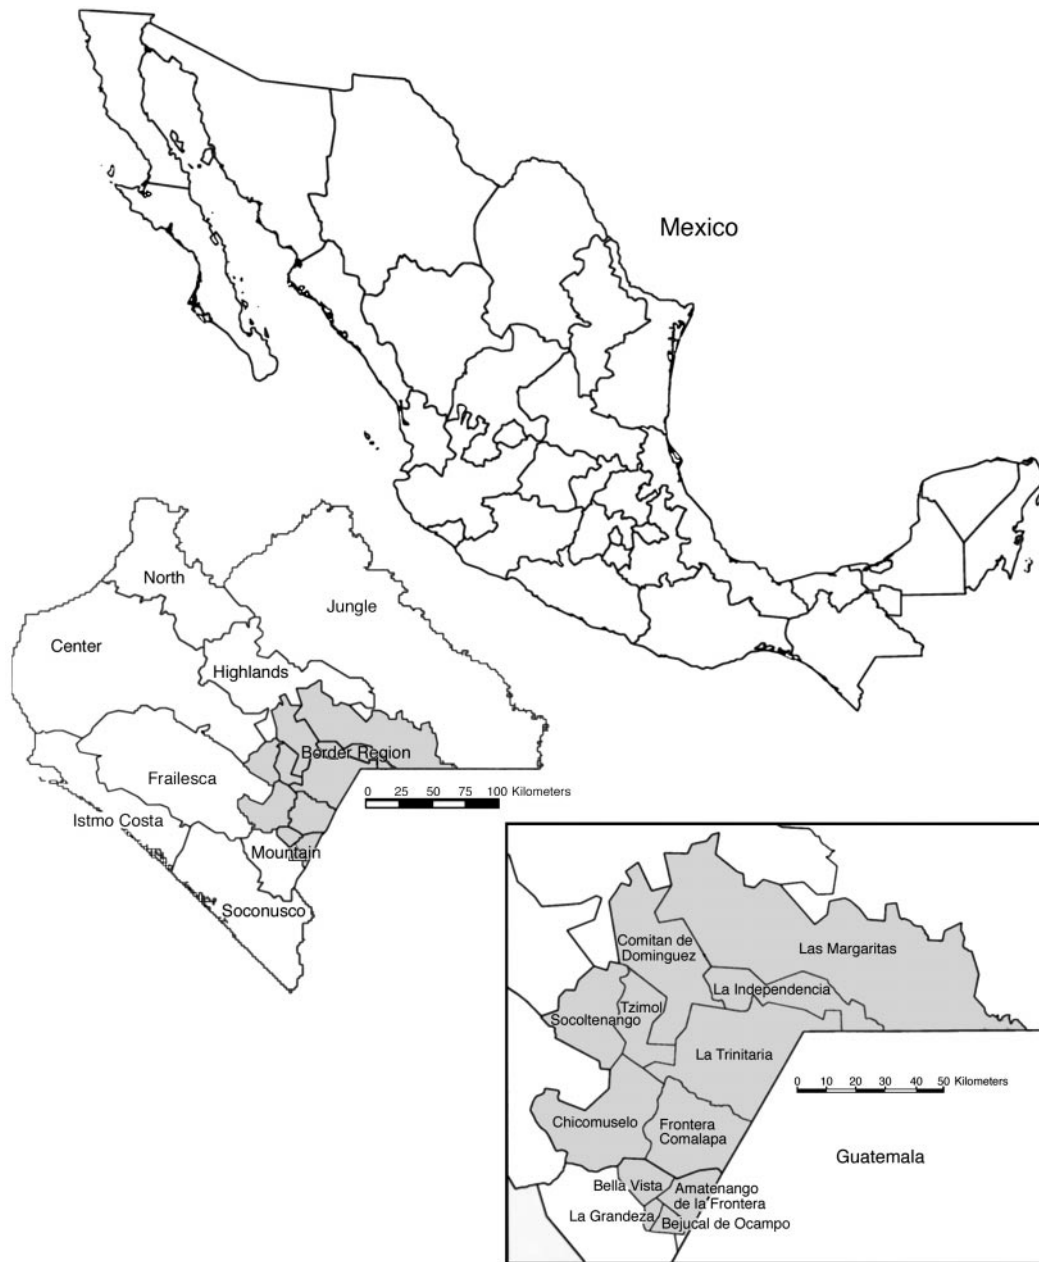 Mexico
North
Jungle
Center
Highlands
Border Region
Frailesca
0 25 50 75 100 Kilometers
Istmo Costa
Mountain
Soconusco
Comitan de
Dominguez
Las Margaritas
La Independencia
Tzimol
Socoltenango
La Trinitaria
0 10 20 30 40 50 Kilometers
Chicomuselo
Frontera
Comalapa
Guatemala
Bella Vista
Amatenango
de la Frontera
La Grandeza
Bejucal de Ocampo